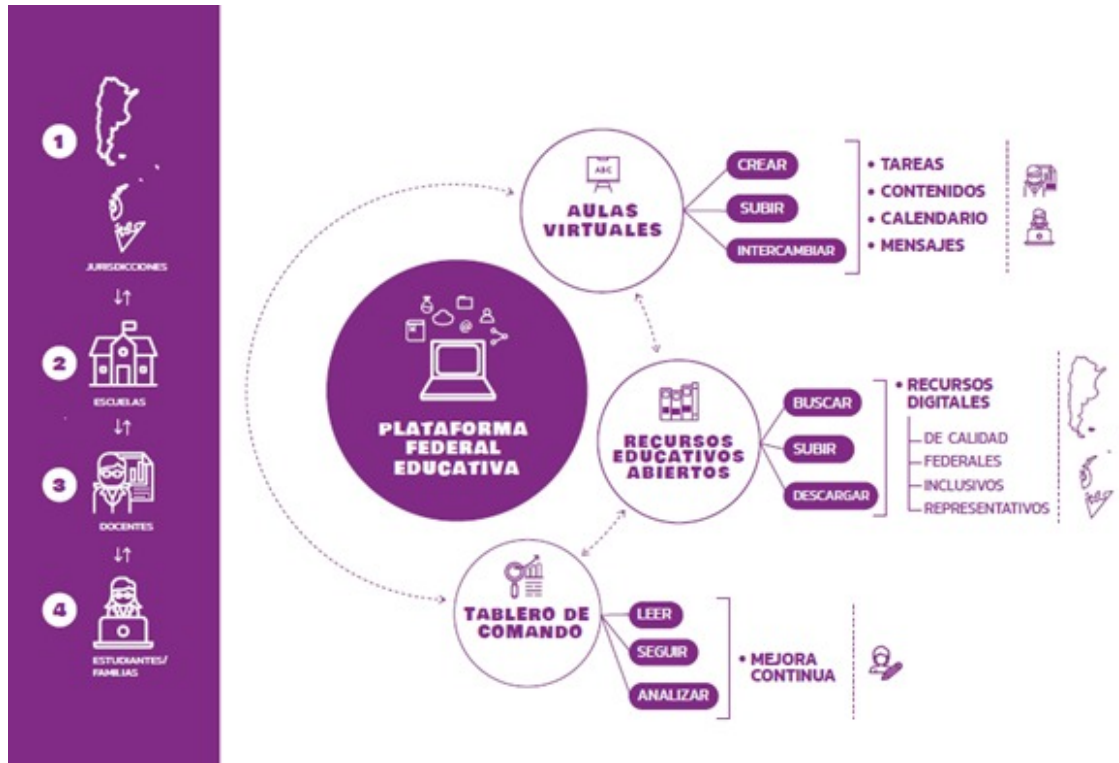 1
JURISDICCIONES
2
ESCUELAS
3
DOCENTES
4
ESTUDIANTES/
FAMILIAS
PLATAFORMA
FEDERAL
EDUCATIVA
ABC
AULAS
VIRTUALES
CREAR
SUBIR
INTERCAMBIAR
• TAREAS
• CONTENIDOS
• CALENDARIO
• MENSAJES
RECURSOS
EDUCATIVOS
ABIERTOS
BUSCAR
SUBIR
DESCARGAR
• RECURSOS
DIGITALES
DE CALIDAD
FEDERALES
INCLUSIVOS
REPRESENTATIVOS
TABLERO DE
COMANDO
LEER
SEGUIR
ANALIZAR
• MEJORA
CONTINUA